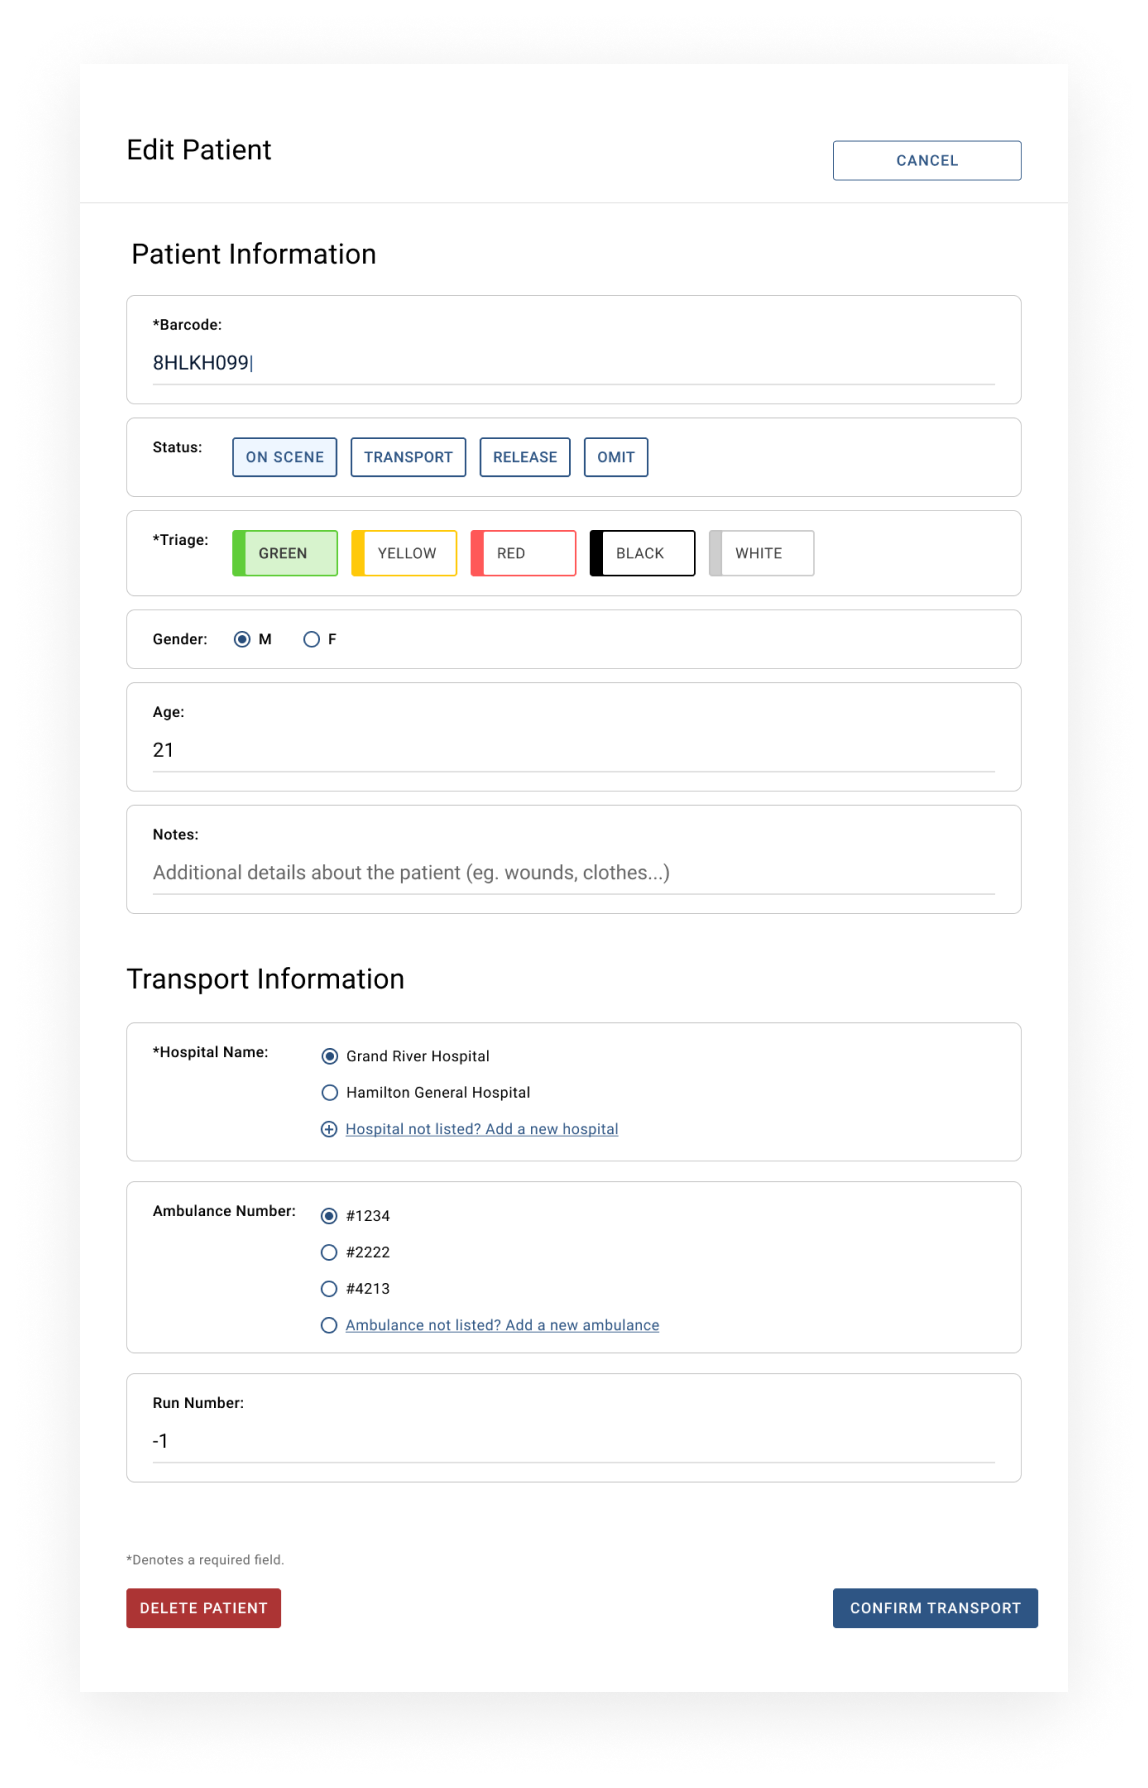 Edit Patient
CANCEL
Patient Information
*Barcode:
8HLKH099
Status: ON SCENE TRANSPORT RELEASE OMIT
*Triage: GREEN YELLOW RED BLACK WHITE
Gender: M F
Age:
21
Notes:
Additional details about the patient (eg. wounds, clothes...)
Transport Information
*Hospital Name: Grand River Hospital
Hamilton General Hospital
Hospital not listed? Add a new hospital
Ambulance Number: #1234
#2222
#4213
Ambulance not listed? Add a new ambulance
Run Number:
-1
*Denotes a required field.
DELETE PATIENT CONFIRM TRANSPORT